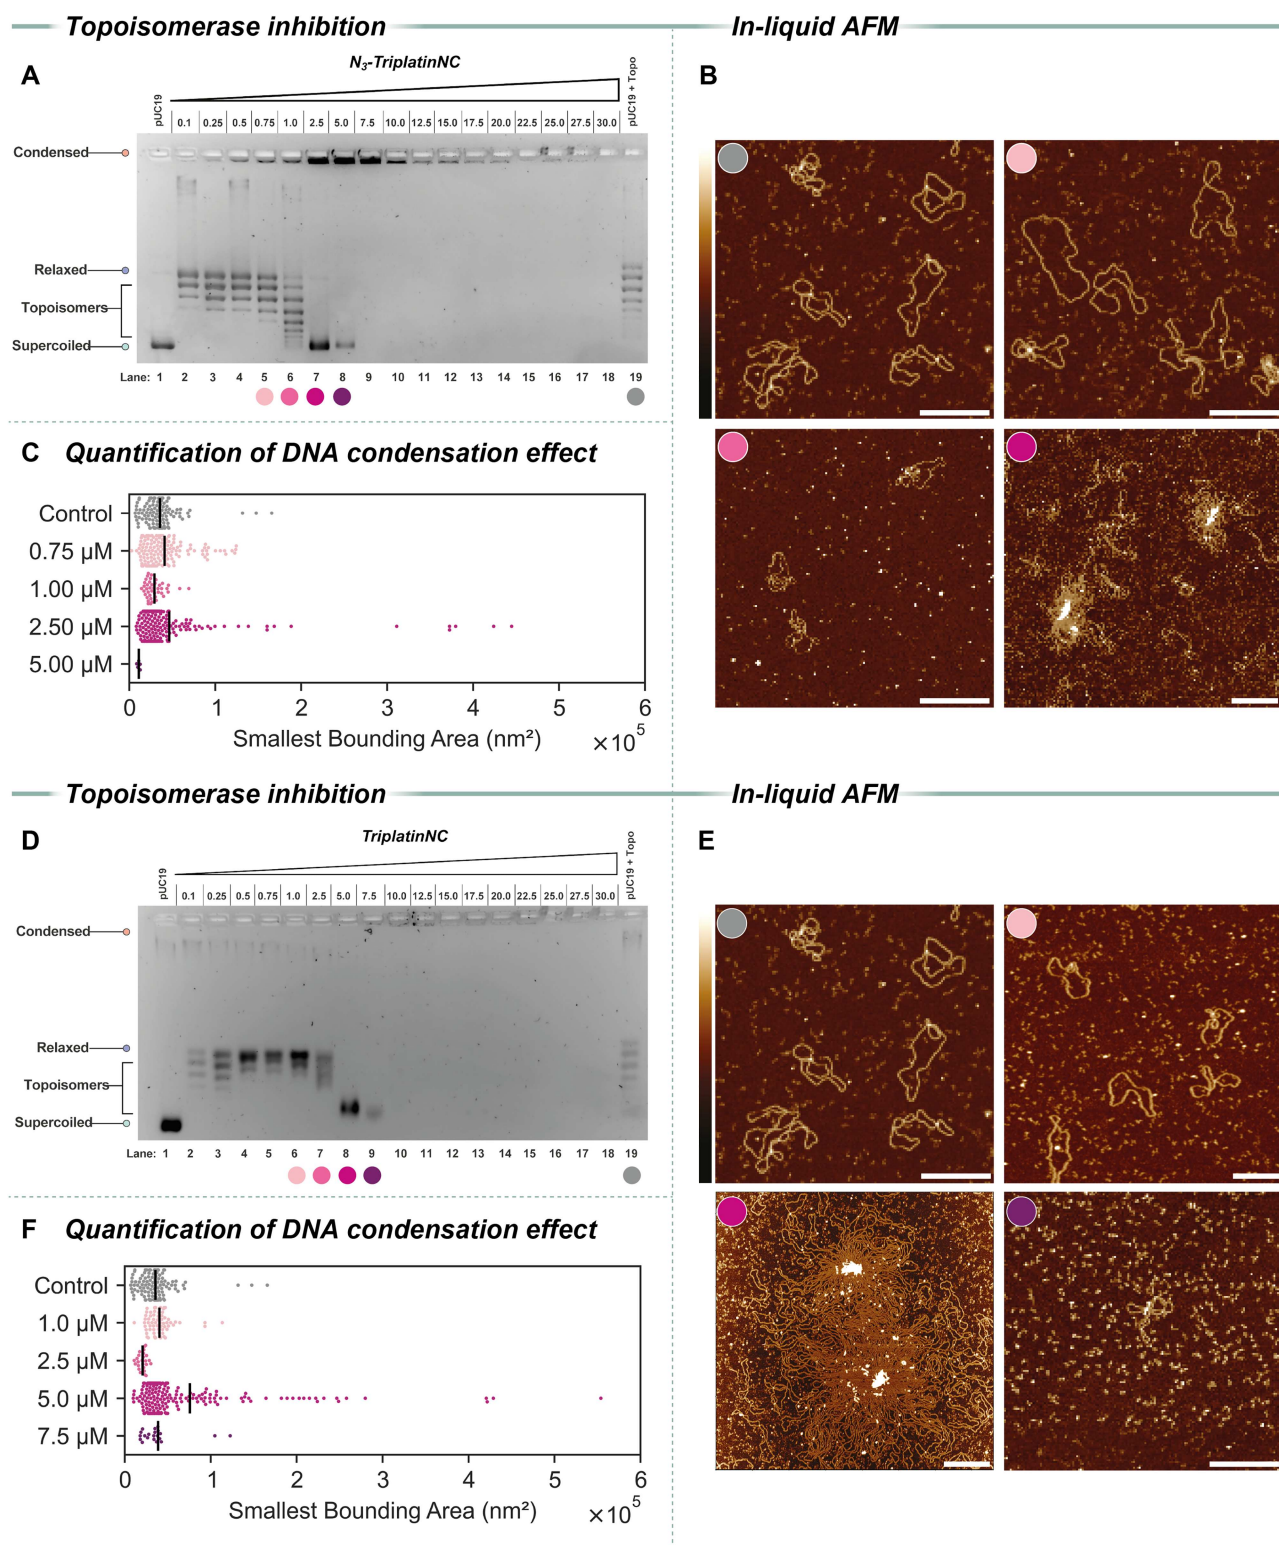 Topoisomerase inhibition
In-liquid AFM
A
N3-TriplatinNC
B
pUC19
0.1 0.25 0.5 0.75 1.0 2.5 5.0 7.5 10.0 12.5 15.0 17.5 20.0 22.5 25.0 27.5 30.0
pUC19 + Topo
Condensed
Relaxed
Topoisomers
Supercoiled
Lane: 1 2 3 4 5 6 7 8 9 10 11 12 13 14 15 16 17 18 19
C Quantification of DNA condensation effect
Control
0.75 µM
1.00 µM
2.50 µM
5.00 µM
0 1 2 3 4 5 6
Smallest Bounding Area (nm²) ×10⁵
Topoisomerase inhibition
In-liquid AFM
D
TriplatinNC
E
pUC19
0.1 0.25 0.5 0.75 1.0 2.5 5.0 7.5 10.0 12.5 15.0 17.5 20.0 22.5 25.0 27.5 30.0
pUC19 + Topo
Condensed
Relaxed
Topoisomers
Supercoiled
Lane: 1 2 3 4 5 6 7 8 9 10 11 12 13 14 15 16 17 18 19
F Quantification of DNA condensation effect
Control
1.0 µM
2.5 µM
5.0 µM
7.5 µM
0 1 2 3 4 5 6
Smallest Bounding Area (nm²) ×10⁵